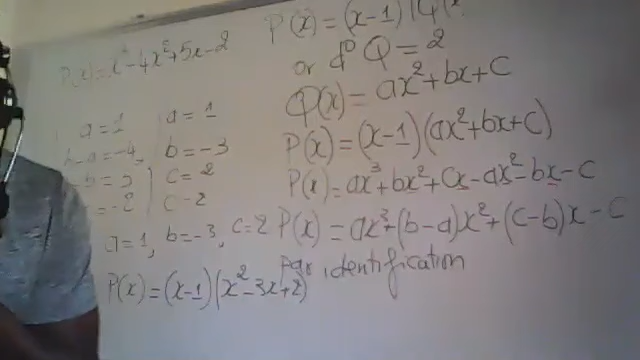 P(x)=x³-4x²+5x-2
a=1
b-a=-4,
-b=5
=-2
a=1
b=-3
c=2
c=2
a=1, b=-3, c=2
P(x)=(x-1)(x²-3x+2)
P(x)=(x-1)
or d° Q=2
Q(x)=ax²+bx+c
P(x)=(x-1)(ax²+bx+c)
P(x)=ax³+bx²+cx-ax²-bx-c
P(x)=ax³+(b-a)x²+(c-b)x-c
Par identification